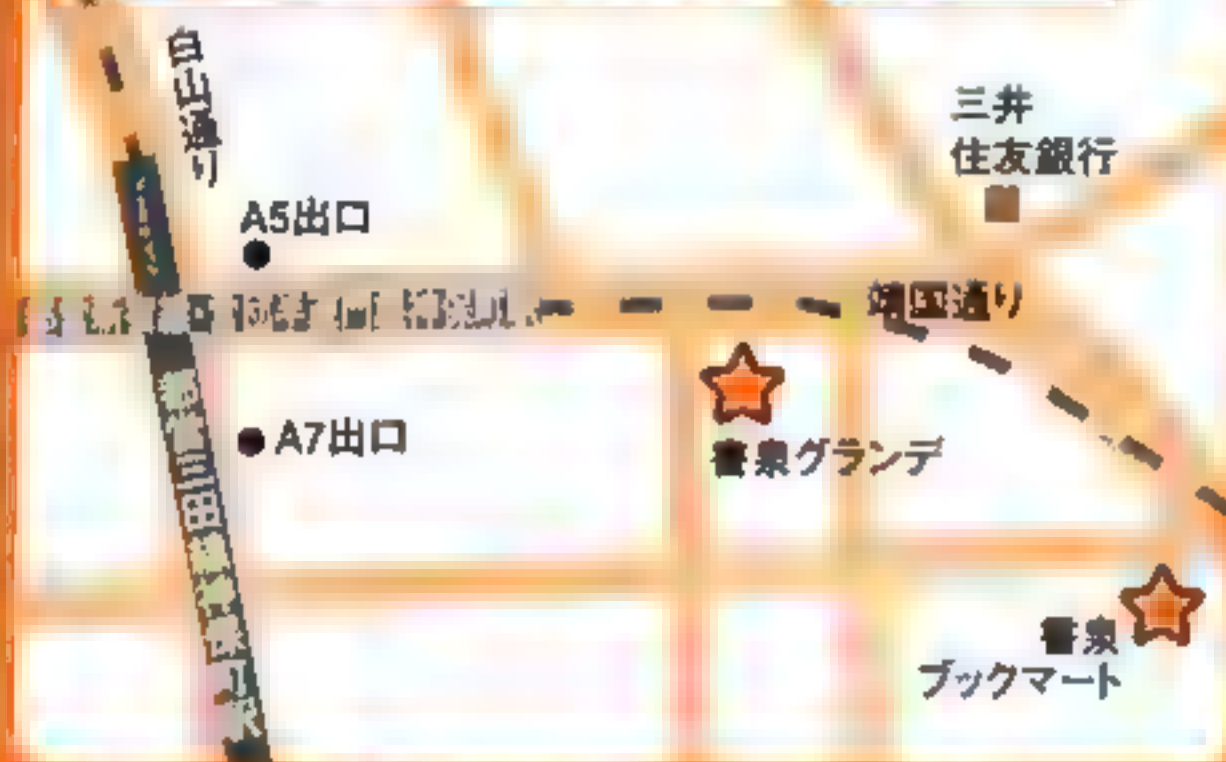 白山通り
三井
住友銀行
A5出口
靖国通り
A7出口
書泉グランデ
書泉
ブックマート